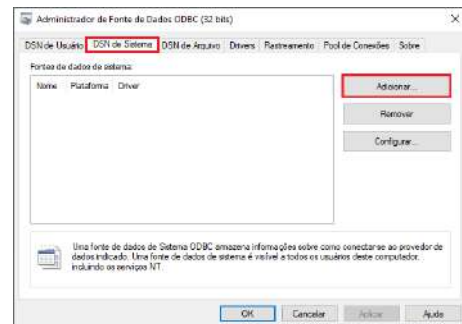 Administrador de Fonte de Dados ODBC (32 bits)
DSN de Usuário DSN de Sistema DSN de Arquivo Drivers Rastreamento Pool de Conexões Sobre
Fontes de dados de sistema:
Nome Plataforma Driver
Adicionar...
Remover
Configurar...
Uma fonte de dados de Sistema ODBC armazena informações sobre como conectar-se ao provedor de
dados indicado. Uma fonte de dados de sistema é visível a todos os usuários deste computador,
incluindo os serviços NT.
OK Cancelar Aplicar Ajuda